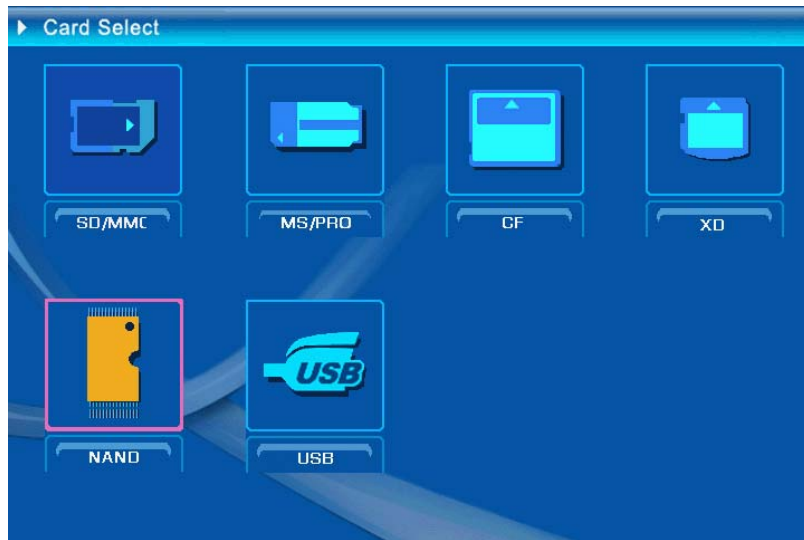 Card Select
SD/MMC
MS/PRO
CF
XD
USB
NAND
USB